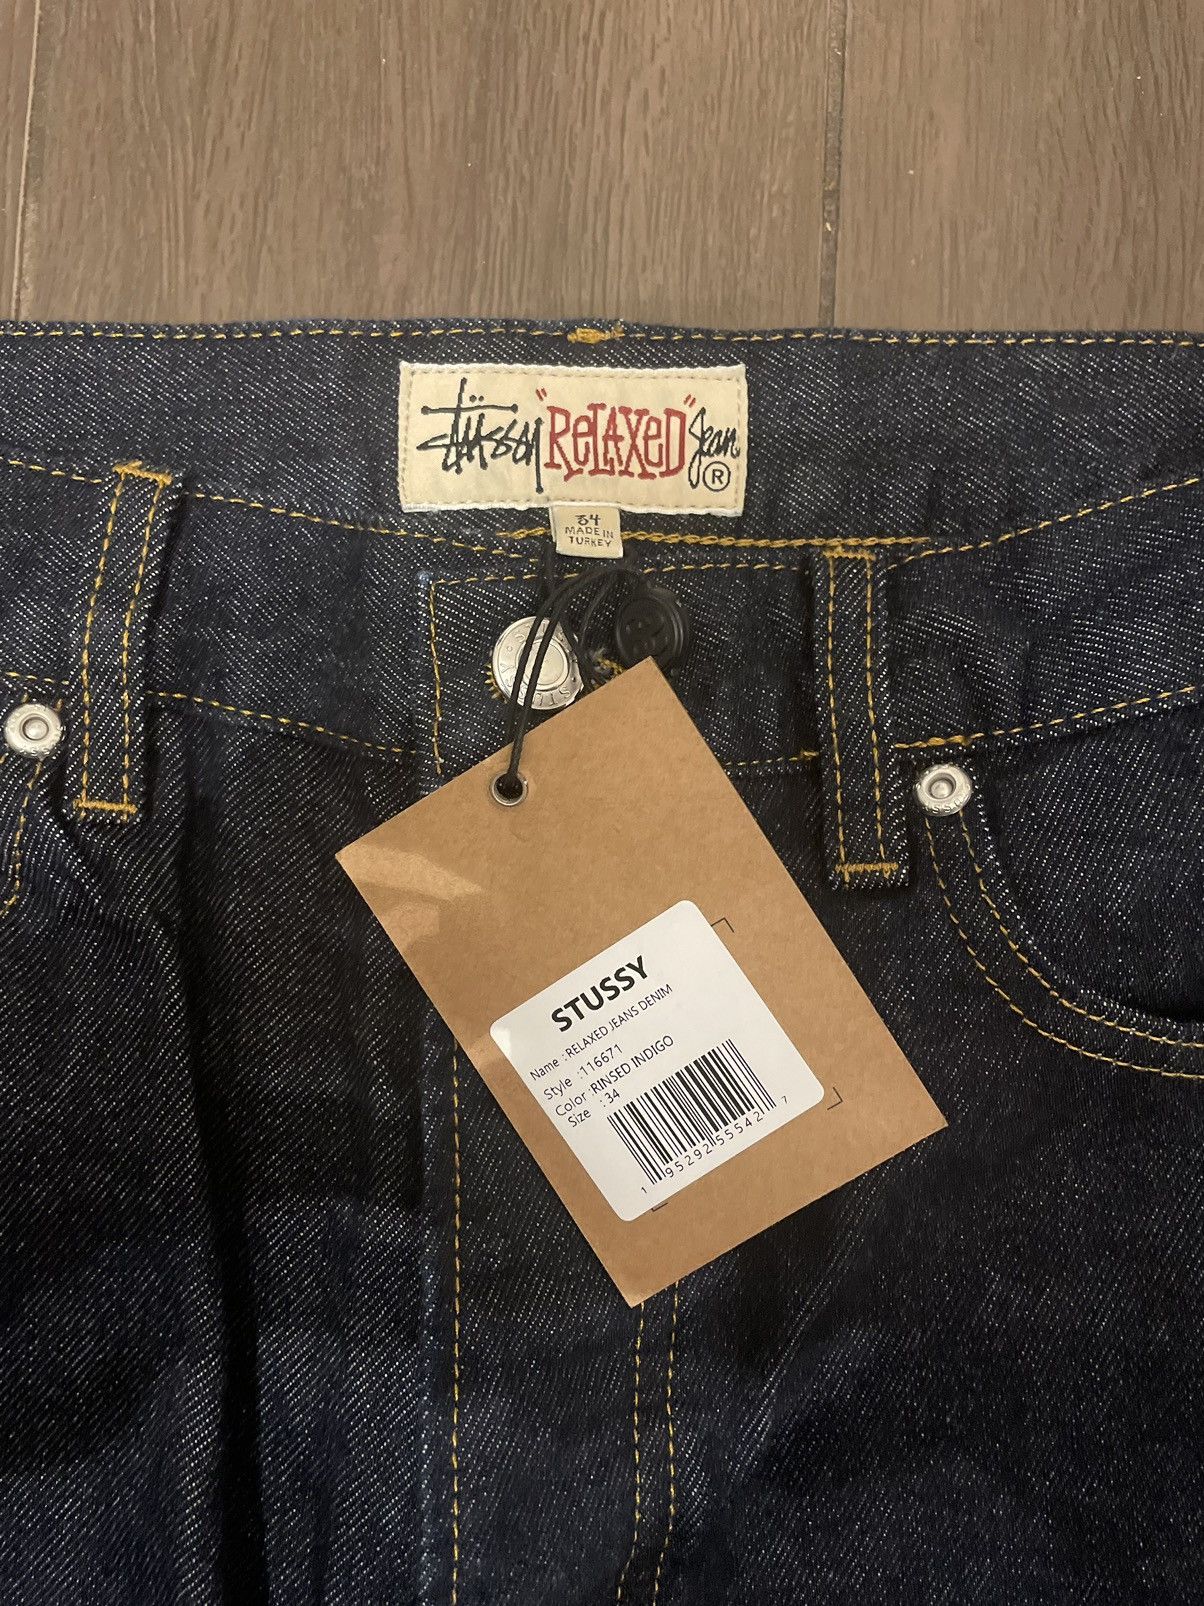 stüssy "RELAXED" Jean ®
34
MADE IN
TURKEY
STUSSY
Name :RELAXED JEANS DENIM
Style :116671
Color :RINSED INDIGO
Size :34
1 95292 55542 7